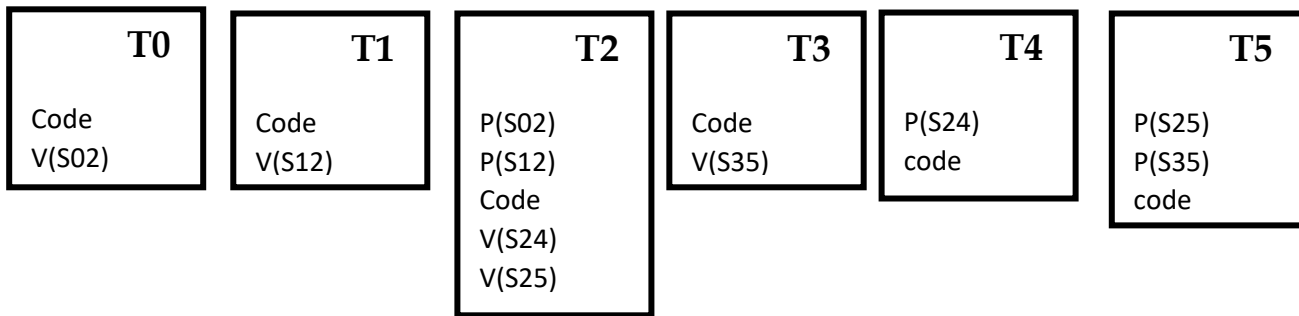 T0
Code
V(S02)
T1
Code
V(S12)
T2
P(S02)
P(S12)
Code
V(S24)
V(S25)
T3
Code
V(S35)
T4
P(S24)
code
T5
P(S25)
P(S35)
code